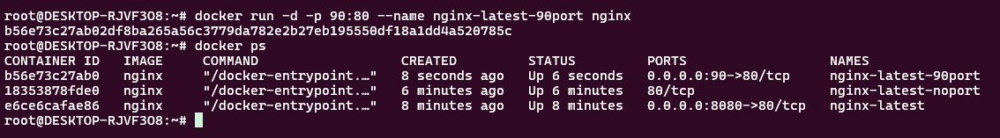 root@DESKTOP-RJVF3O8:~# docker run -d -p 90:80 --name nginx-latest-90port nginx
b56e73c27ab02df8ba265a56c3779da782e2b27eb195550df18a1dd4a520785c
root@DESKTOP-RJVF3O8:~# docker ps
CONTAINER ID   IMAGE     COMMAND                  CREATED         STATUS         PORTS                  NAMES
b56e73c27ab0   nginx     "/docker-entrypoint.…"   8 seconds ago   Up 6 seconds   0.0.0.0:90->80/tcp     nginx-latest-90port
18353878fde0   nginx     "/docker-entrypoint.…"   6 minutes ago   Up 6 minutes   80/tcp                 nginx-latest-noport
e6ce6cafae86   nginx     "/docker-entrypoint.…"   8 minutes ago   Up 8 minutes   0.0.0.0:8080->80/tcp   nginx-latest
root@DESKTOP-RJVF3O8:~#